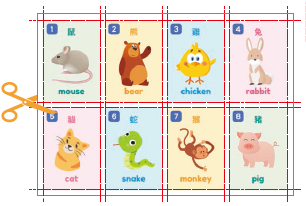 1 鼠
mouse
2 熊
bear
3 雞
chicken
4 兔
rabbit
5 貓
cat
6 蛇
snake
7 猴
monkey
8 豬
pig